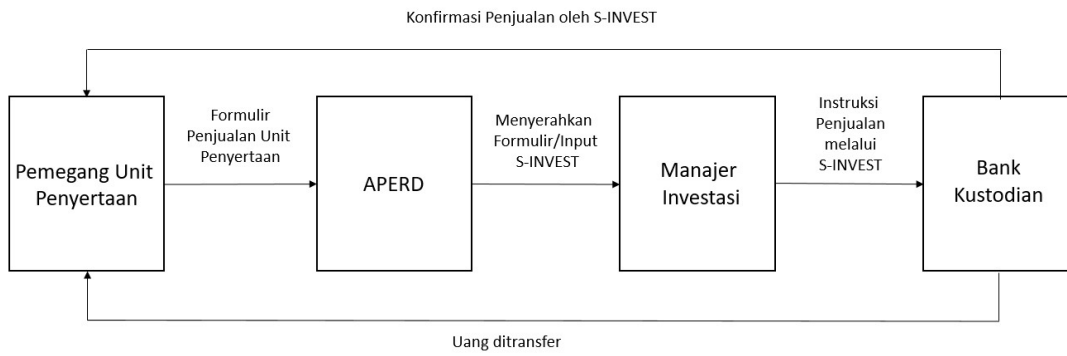 Konfirmasi Penjualan oleh S-INVEST
Pemegang Unit
Penyertaan
Formulir
Penjualan Unit
Penyertaan
APERD
Menyerahkan
Formulir/Input
S-INVEST
Manajer
Investasi
Instruksi
Penjualan
melalui
S-INVEST
Bank
Kustodian
Uang ditransfer